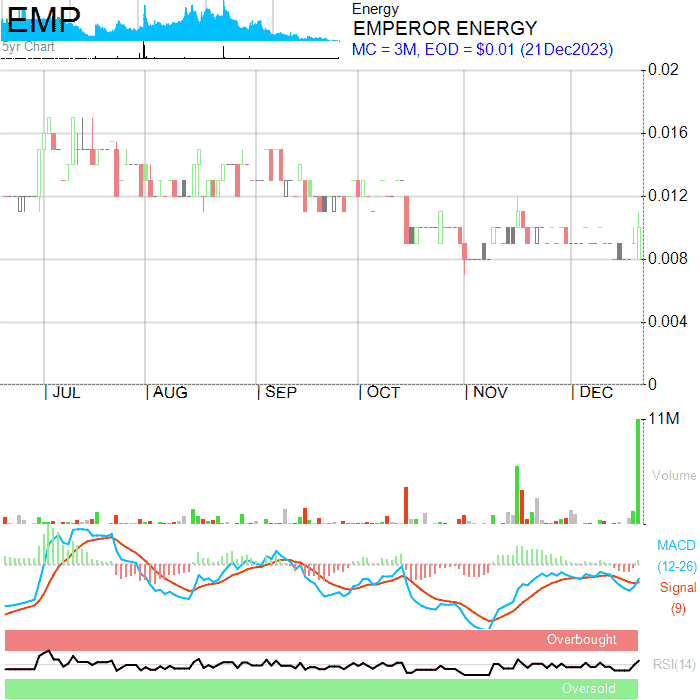 EMP
5yr Chart
Energy
EMPEROR ENERGY
MC = 3M, EOD = $0.01 (21Dec2023)
0.02
0.016
0.012
0.008
0.004
0
JUL
AUG
SEP
OCT
NOV
DEC
11M
Volume
MACD
(12-26)
Signal
(9)
Overbought
RSI(14)
Oversold